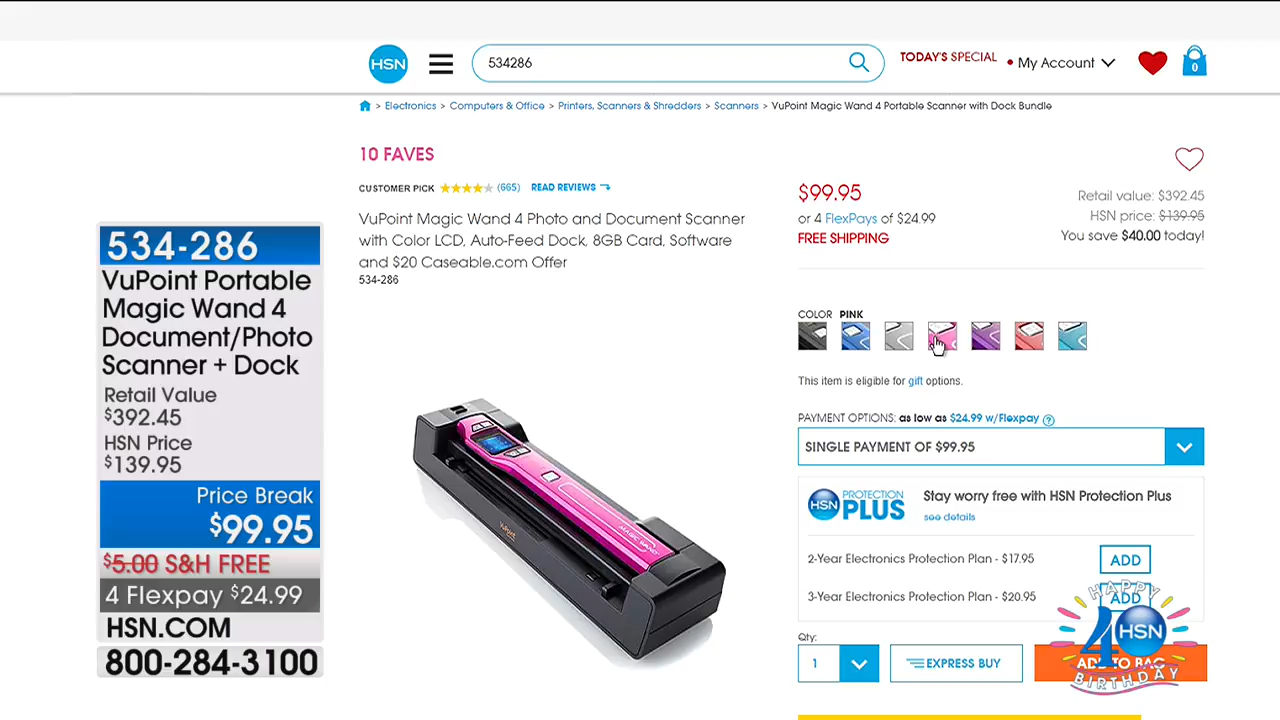 HSN
534286
TODAY'S SPECIAL
• My Account
0
> Electronics > Computers & Office > Printers, Scanners & Shredders > Scanners > VuPoint Magic Wand 4 Portable Scanner with Dock Bundle
10 FAVES
CUSTOMER PICK (665) READ REVIEWS
VuPoint Magic Wand 4 Photo and Document Scanner
with Color LCD, Auto-Feed Dock, 8GB Card, Software
and $20 Caseable.com Offer
534-286
$99.95
or 4 FlexPays of $24.99
FREE SHIPPING
Retail value: $392.45
HSN price: $139.95
You save $40.00 today!
COLOR PINK
This item is eligible for gift options.
PAYMENT OPTIONS: as low as $24.99 w/Flexpay ?
SINGLE PAYMENT OF $99.95
HSN PROTECTION PLUS
Stay worry free with HSN Protection Plus
see details
2-Year Electronics Protection Plan - $17.95 ADD
3-Year Electronics Protection Plan - $20.95 ADD
Qty:
1
EXPRESS BUY
ADD TO BAG
HAPPY
40 HSN
BIRTHDAY
VuPoint
MAGIC WAND
534-286
VuPoint Portable
Magic Wand 4
Document/Photo
Scanner + Dock
Retail Value
$392.45
HSN Price
$139.95
Price Break
$99.95
$5.00 S&H FREE
4 Flexpay $24.99
HSN.COM
800-284-3100